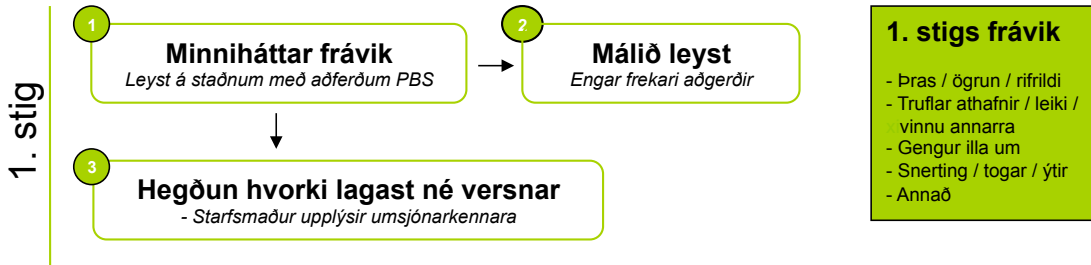 1. stig
1
Minniháttar frávik
Leyst á staðnum með aðferðum PBS
2
Málið leyst
Engar frekari aðgerðir
3
Hegðun hvorki lagast né versnar
- Starfsmaður upplýsir umsjónarkennara
1. stigs frávik
- Þras / ögrun / rifrildi
- Truflar athafnir / leiki /
vinnu annarra
- Gengur illa um
- Snerting / togar / ýtir
- Annað